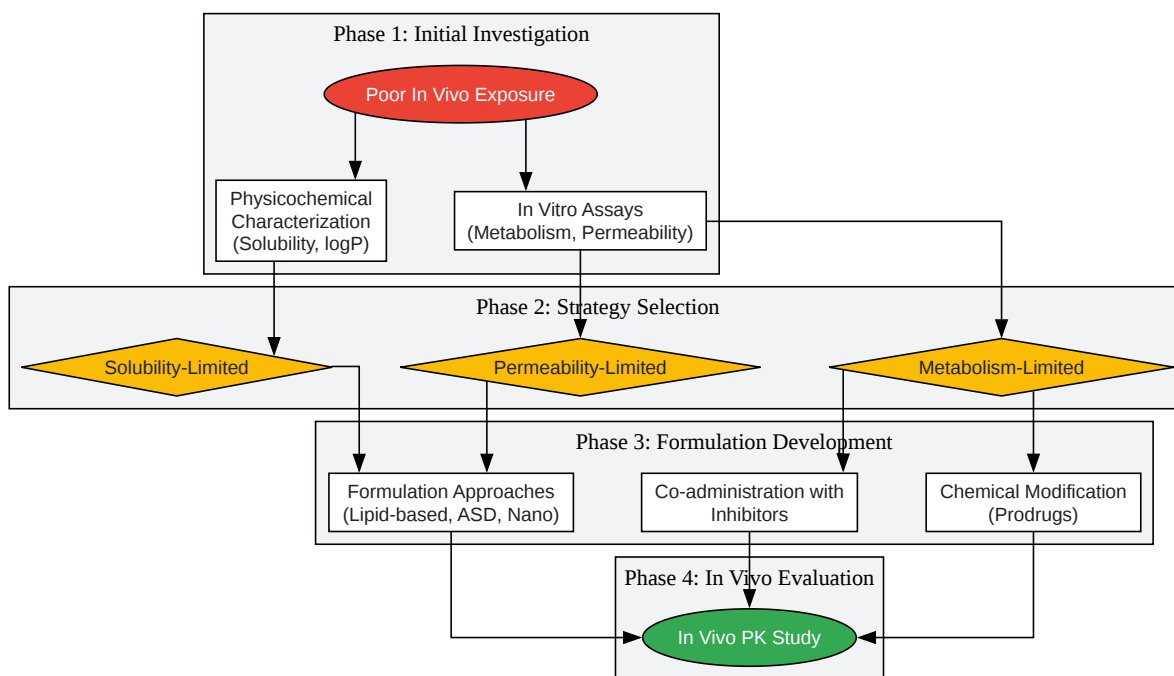 Phase 1: Initial Investigation
Poor In Vivo Exposure
Physicochemical
Characterization
(Solubility, logP)
In Vitro Assays
(Metabolism, Permeability)
Phase 2: Strategy Selection
Solubility-Limited
Permeability-Limited
Metabolism-Limited
Phase 3: Formulation Development
Formulation Approaches
(Lipid-based, ASD, Nano)
Co-administration with
Inhibitors
Chemical Modification
(Prodrugs)
Phase 4: In Vivo Evaluation
In Vivo PK Study